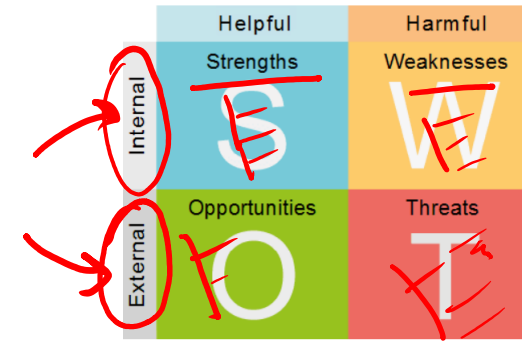 Helpful Harmful
Internal
Strengths Weaknesses
S W
External
Opportunities Threats
O T